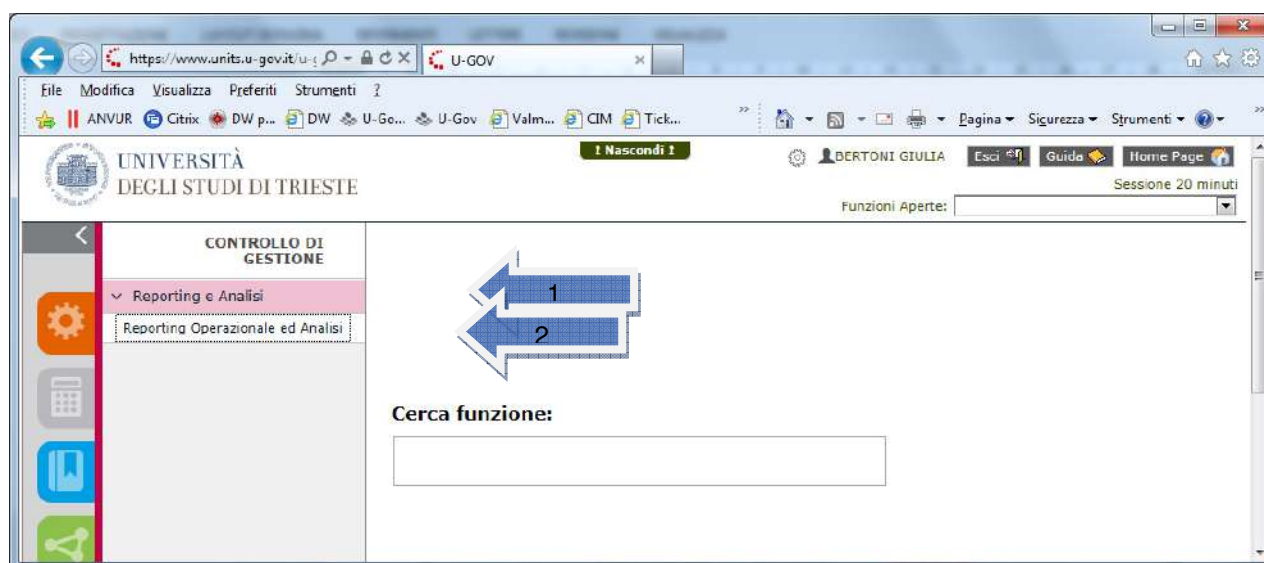 https://www.units.u-gov.it/u-g
U-GOV
File Modifica Visualizza Preferiti Strumenti ?
ANVUR Citrix DW p... DW U-Go... U-Gov Valm... CIM Tick... Pagina Sicurezza Strumenti
UNIVERSITÀ
DEGLI STUDI DI TRIESTE
Nascondi
BERTONI GIULIA Esci Guida Home Page
Sessione 20 minuti
Funzioni Aperte:
CONTROLLO DI
GESTIONE
Reporting e Analisi
Reporting Operazionale ed Analisi
1
2
Cerca funzione: